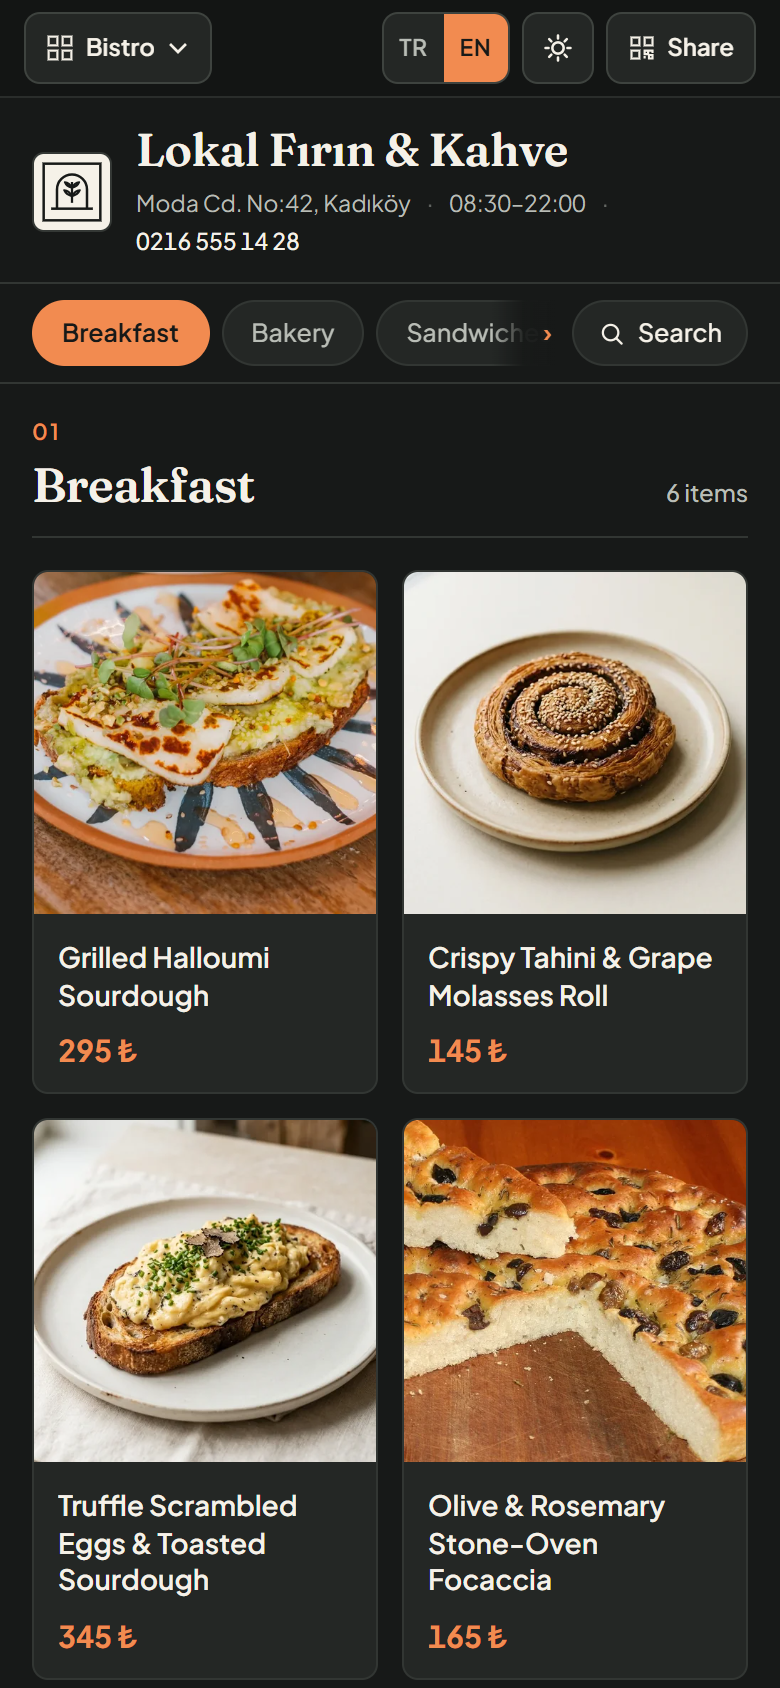 Bistro
TR EN
Share
Lokal Fırın & Kahve
Moda Cd. No:42, Kadıköy · 08:30–22:00 ·
0216 555 14 28
Breakfast Bakery Sandwiche › Search
01
Breakfast
6 items
Grilled Halloumi
Sourdough
295 ₺
Crispy Tahini & Grape
Molasses Roll
145 ₺
Truffle Scrambled
Eggs & Toasted
Sourdough
345 ₺
Olive & Rosemary
Stone-Oven
Focaccia
165 ₺